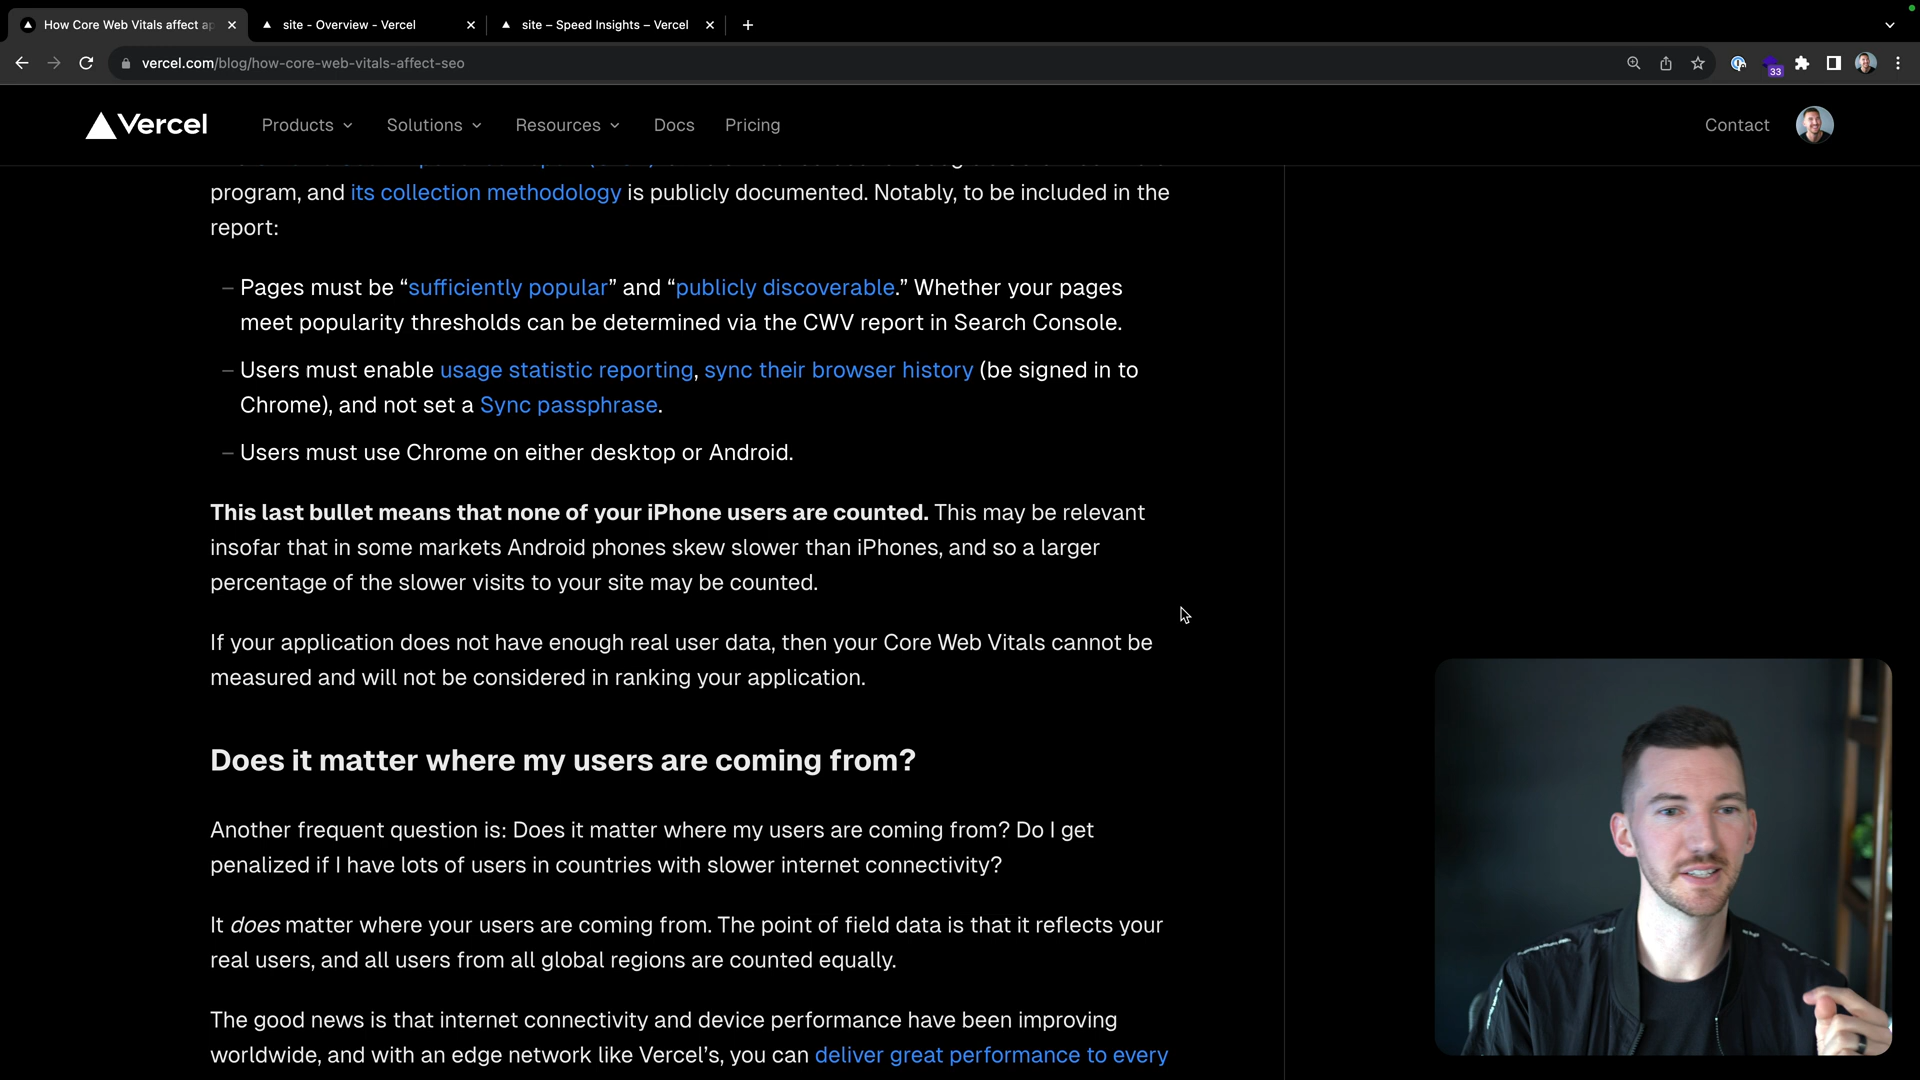 How Core Web Vitals affect ap
site - Overview - Vercel
site – Speed Insights – Vercel
vercel.com/blog/how-core-web-vitals-affect-seo
33
Vercel
Products
Solutions
Resources
Docs
Pricing
Contact
program, and its collection methodology is publicly documented. Notably, to be included in the
report:
– Pages must be “sufficiently popular” and “publicly discoverable.” Whether your pages
meet popularity thresholds can be determined via the CWV report in Search Console.
– Users must enable usage statistic reporting, sync their browser history (be signed in to
Chrome), and not set a Sync passphrase.
– Users must use Chrome on either desktop or Android.
This last bullet means that none of your iPhone users are counted. This may be relevant
insofar that in some markets Android phones skew slower than iPhones, and so a larger
percentage of the slower visits to your site may be counted.
If your application does not have enough real user data, then your Core Web Vitals cannot be
measured and will not be considered in ranking your application.
Does it matter where my users are coming from?
Another frequent question is: Does it matter where my users are coming from? Do I get
penalized if I have lots of users in countries with slower internet connectivity?
It does matter where your users are coming from. The point of field data is that it reflects your
real users, and all users from all global regions are counted equally.
The good news is that internet connectivity and device performance have been improving
worldwide, and with an edge network like Vercel’s, you can deliver great performance to every